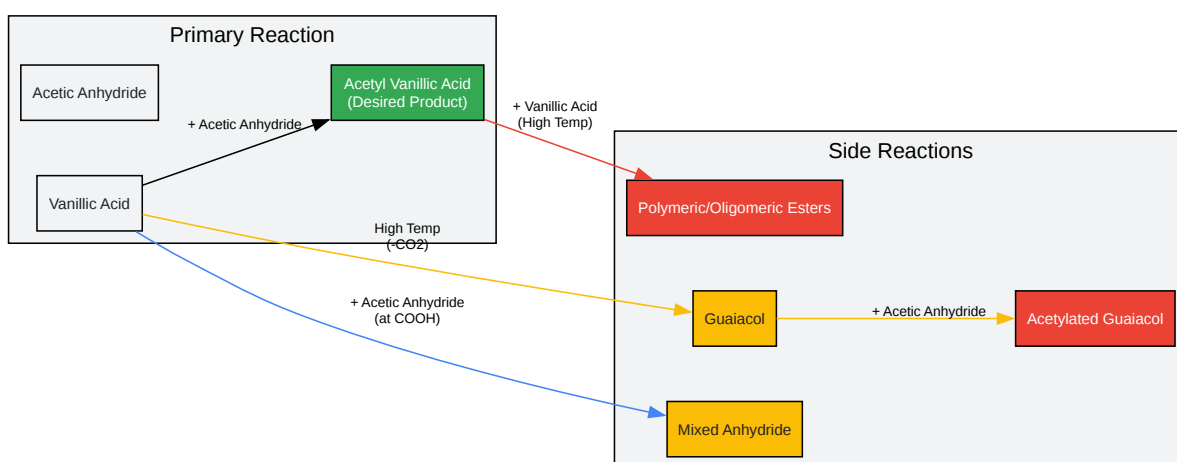 Primary Reaction
Acetic Anhydride
Acetyl Vanillic Acid
(Desired Product)
+ Acetic Anhydride
Vanillic Acid
+ Vanillic Acid
(High Temp)
High Temp
(-CO2)
+ Acetic Anhydride
(at COOH)
Side Reactions
Polymeric/Oligomeric Esters
Guaiacol
+ Acetic Anhydride
Acetylated Guaiacol
Mixed Anhydride